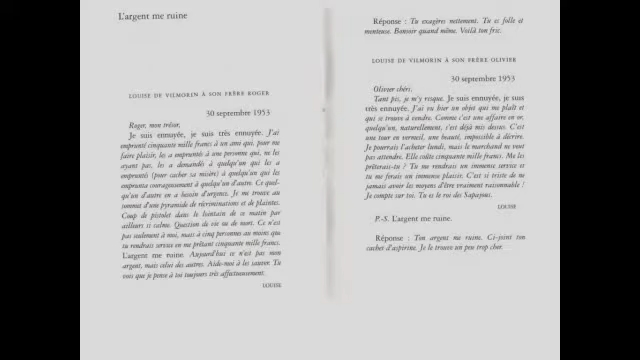 L'argent me ruine
LOUISE DE VILMORIN À SON FRÈRE ROGER
30 septembre 1953
Roger, mon trésor,
Je suis ennuyée, je suis très ennuyée. J'ai
emprunté cinquante mille francs à un ami qui, pour me
faire plaisir, les a empruntés à une personne qui, ne les
ayant pas, les a demandés à quelqu'un qui les a
empruntés (pour cacher sa misère) à quelqu'un qui les
emprunta courageusement à quelqu'un d'autre. Ce quel-
qu'un d'autre en a besoin d'urgence. Je me trouve au
sommet d'une pyramide de récriminations et de plaintes.
Coup de pistolet dans le lointain de ce matin par
ailleurs si calme. Question de vie ou de mort. Ce n'est
pas seulement à moi, mais à cinq personnes au moins que
tu rendrais service en me prêtant cinquante mille francs.
L'argent me ruine. Aujourd'hui ce n'est pas mon
argent, mais celui des autres. Aide-moi à les sauver. Tu
vois que je pense à toi toujours très affectueusement.
LOUISE
Réponse : Tu exagères nettement. Tu es folle et
menteuse. Bonsoir quand même. Voilà ton fric.
LOUISE DE VILMORIN À SON FRÈRE OLIVIER
30 septembre 1953
Olivier chéri,
Tant pis, je m'y risque. Je suis ennuyée, je suis
très ennuyée. J'ai vu hier un objet qui me plaît et
qui se trouve à vendre. Comme c'est une affaire en or,
quelqu'un, naturellement, s'est déjà mis dessus. C'est
une tour en vermeil, une beauté, impossible à décrire.
Je pourrais l'acheter lundi, mais le marchand ne veut
pas attendre. Elle coûte cinquante mille francs. Me les
prêterais-tu ? Tu me rendrais un immense service et
tu me ferais un immense plaisir. C'est si triste de ne
jamais avoir les moyens d'être vraiment raisonnable !
Je compte sur toi. Tu es le roi des Sapajous.
LOUISE
P.-S. L'argent me ruine.
Réponse : Ton argent me ruine. Ci-joint ton
cachet d'aspirine. Je le trouve un peu trop cher.